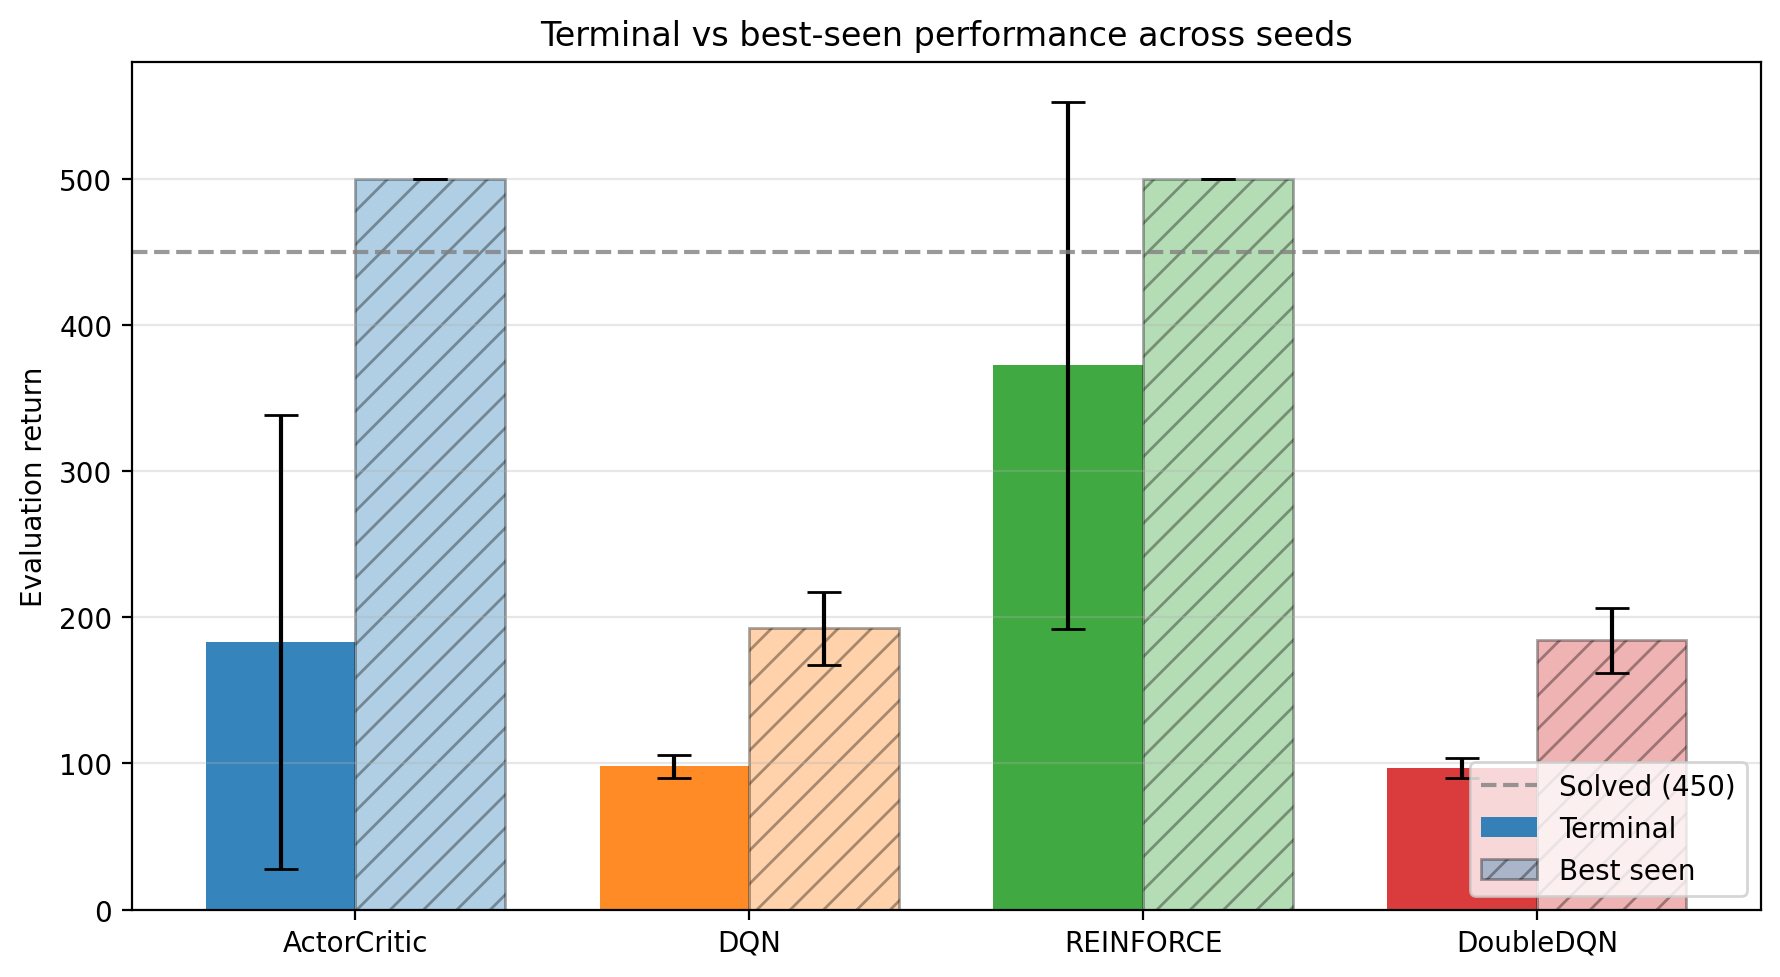 Terminal vs best-seen performance across seeds
Evaluation return
500
400
300
200
100
0
ActorCritic
DQN
REINFORCE
DoubleDQN
Solved (450)
Terminal
Best seen